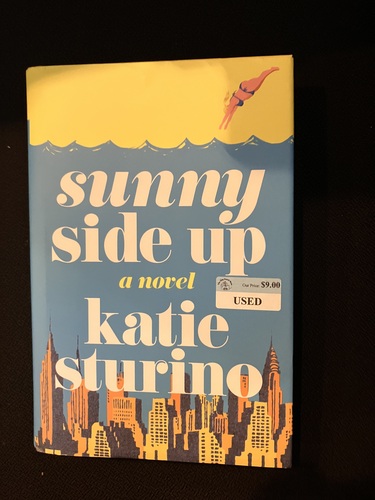 sunny
side up
a novel
Our Price: $9.00
USED
katie
sturino